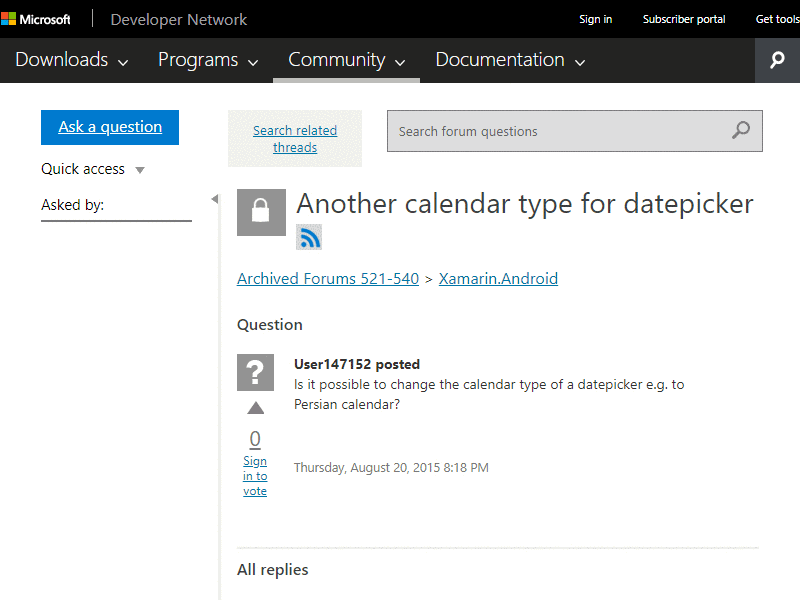 Microsoft
Developer Network
Sign in
Subscriber portal
Get tools
Downloads
Programs
Community
Documentation
Ask a question
Search related
threads
Search forum questions
Quick access
Asked by:
Another calendar type for datepicker
Archived Forums 521-540 > Xamarin.Android
Question
?
User147152 posted
Is it possible to change the calendar type of a datepicker e.g. to
Persian calendar?
0
Sign
in to
vote
Thursday, August 20, 2015 8:18 PM
All replies